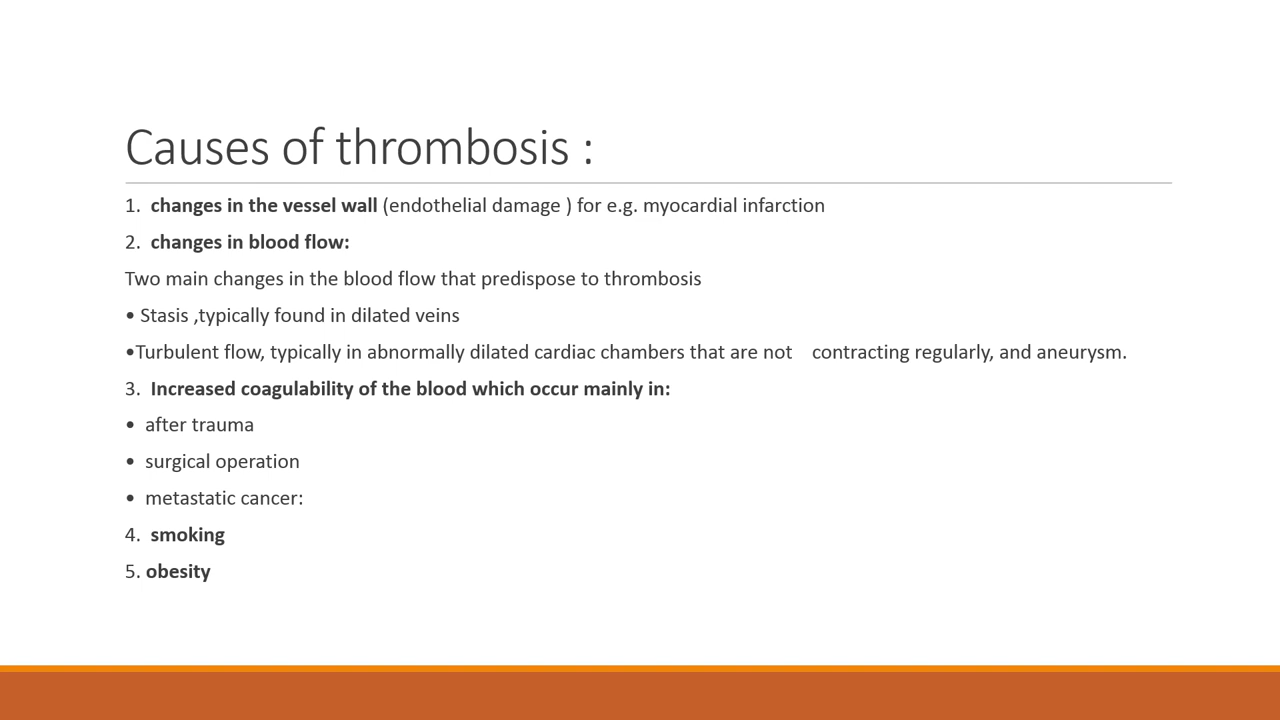 Causes of thrombosis :
1. changes in the vessel wall (endothelial damage ) for e.g. myocardial infarction
2. changes in blood flow:
Two main changes in the blood flow that predispose to thrombosis
• Stasis ,typically found in dilated veins
•Turbulent flow, typically in abnormally dilated cardiac chambers that are not    contracting regularly, and aneurysm.
3. Increased coagulability of the blood which occur mainly in:
• after trauma
• surgical operation
• metastatic cancer:
4. smoking
5. obesity